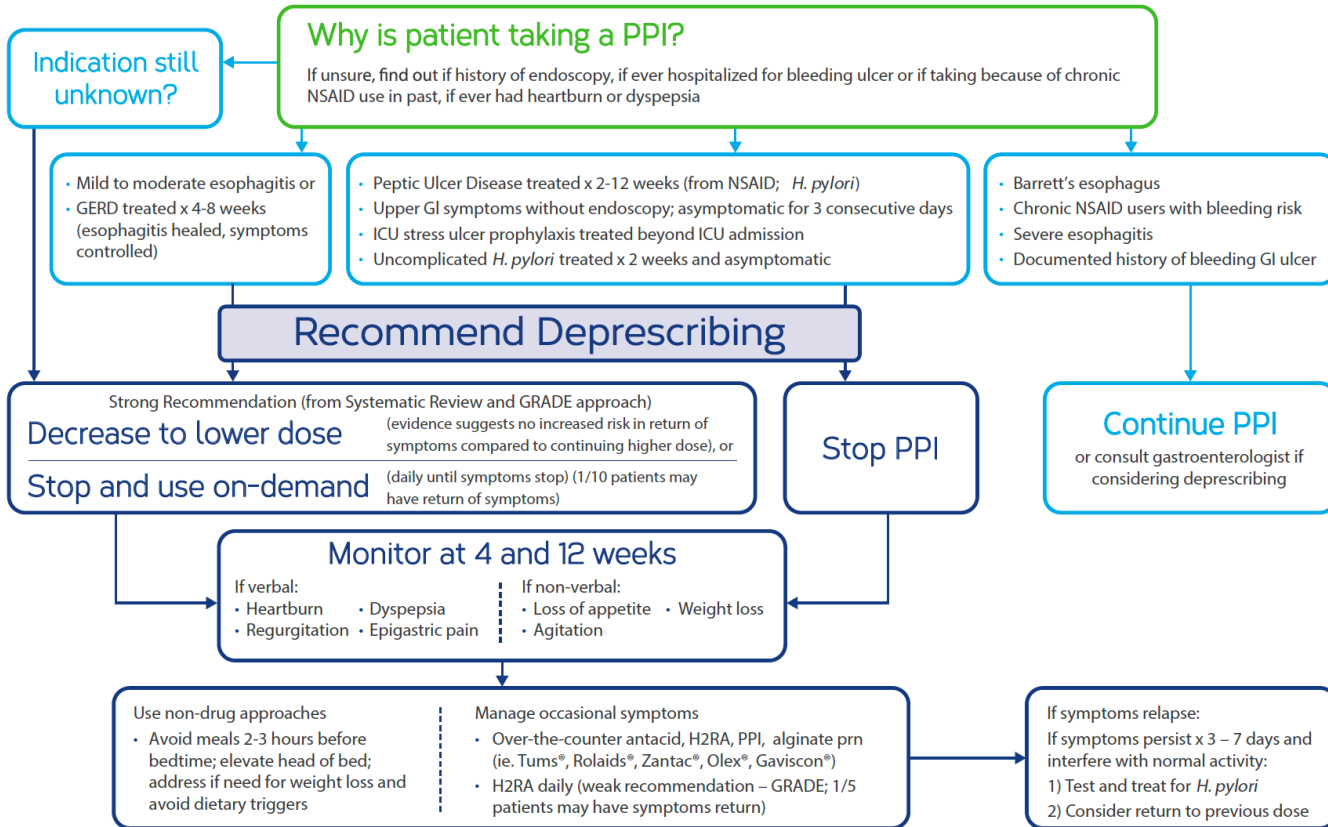 Why is patient taking a PPI?
If unsure, find out if history of endoscopy, if ever hospitalized for bleeding ulcer or if taking because of chronic
NSAID use in past, if ever had heartburn or dyspepsia
Indication still
unknown?
• Mild to moderate esophagitis or
• GERD treated x 4-8 weeks
(esophagitis healed, symptoms
controlled)
• Peptic Ulcer Disease treated x 2-12 weeks (from NSAID; H. pylori)
• Upper GI symptoms without endoscopy; asymptomatic for 3 consecutive days
• ICU stress ulcer prophylaxis treated beyond ICU admission
• Uncomplicated H. pylori treated x 2 weeks and asymptomatic
• Barrett's esophagus
• Chronic NSAID users with bleeding risk
• Severe esophagitis
• Documented history of bleeding GI ulcer
Recommend Deprescribing
Strong Recommendation (from Systematic Review and GRADE approach)
Decrease to lower dose
(evidence suggests no increased risk in return of
symptoms compared to continuing higher dose), or
Stop and use on-demand
(daily until symptoms stop) (1/10 patients may
have return of symptoms)
Stop PPI
Continue PPI
or consult gastroenterologist if
considering deprescribing
Monitor at 4 and 12 weeks
If verbal:
• Heartburn • Dyspepsia
• Regurgitation • Epigastric pain
If non-verbal:
• Loss of appetite • Weight loss
• Agitation
Use non-drug approaches
• Avoid meals 2-3 hours before
bedtime; elevate head of bed;
address if need for weight loss and
avoid dietary triggers
Manage occasional symptoms
• Over-the-counter antacid, H2RA, PPI, alginate prn
(ie. Tums®, Rolaids®, Zantac®, Olex®, Gaviscon®)
• H2RA daily (weak recommendation – GRADE; 1/5
patients may have symptoms return)
If symptoms relapse:
If symptoms persist x 3 – 7 days and
interfere with normal activity:
1) Test and treat for H. pylori
2) Consider return to previous dose